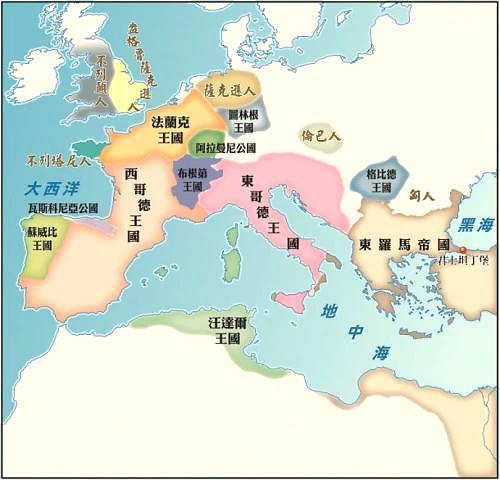 盎格魯薩克遜人
不列顛人
薩克遜人
圖林根
王國
法蘭克
王國
阿拉曼尼公國
倫巴人
不列塔尼人
布根第
王國
西哥德王國
東哥德王國
格比德
王國
匈人
大西洋
瓦斯科尼亞公國
蘇威比
王國
黑海
東羅馬帝國
君士坦丁堡
汪達爾
王國
地中海